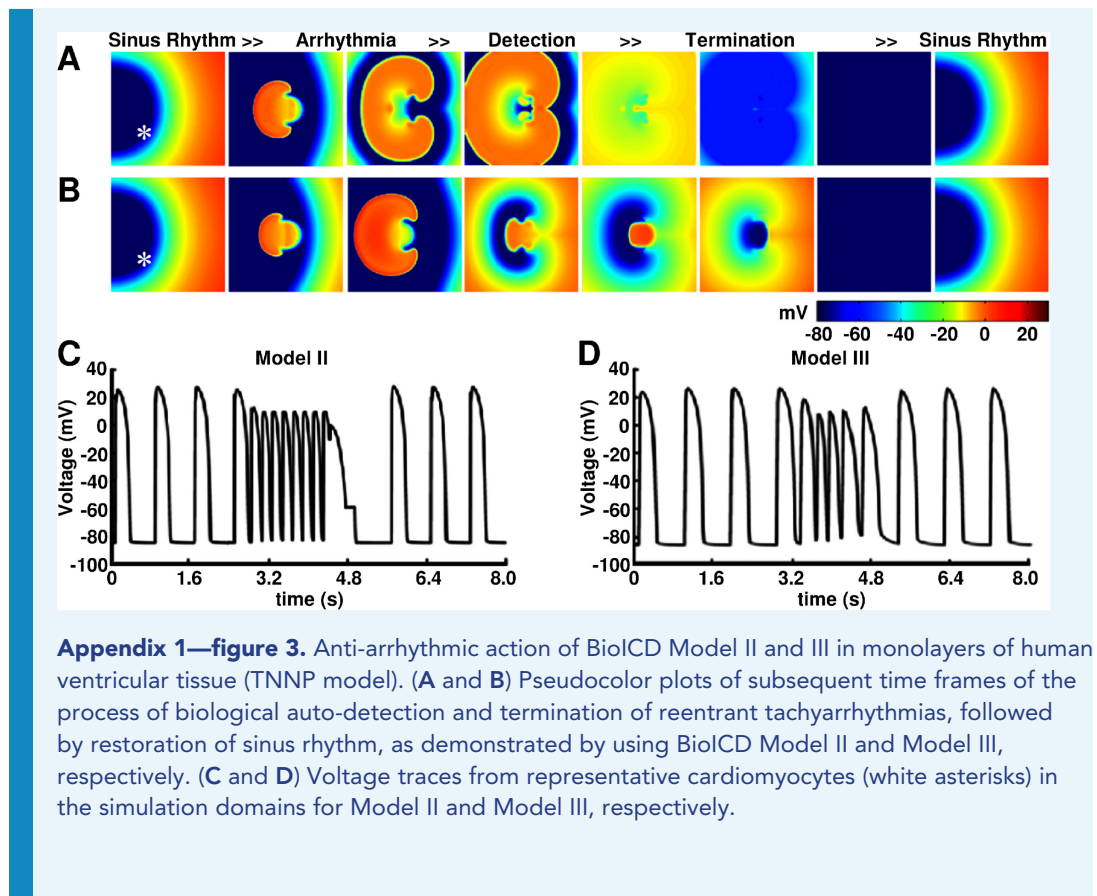 Sinus Rhythm >> Arrhythmia >> Detection >> Termination >> Sinus Rhythm
A
*
B
*
mV
-80 -60 -40 -20 0 20
C
Model II
40
20
0
-20
-40
-60
-80
-100
Voltage (mV)
0 1.6 3.2 4.8 6.4 8.0
time (s)
D
Model III
40
20
0
-20
-40
-60
-80
-100
Voltage (mV)
0 1.6 3.2 4.8 6.4 8.0
time (s)
Appendix 1—figure 3. Anti-arrhythmic action of BioICD Model II and III in monolayers of human
ventricular tissue (TNNP model). (A and B) Pseudocolor plots of subsequent time frames of the
process of biological auto-detection and termination of reentrant tachyarrhythmias, followed
by restoration of sinus rhythm, as demonstrated by using BioICD Model II and Model III,
respectively. (C and D) Voltage traces from representative cardiomyocytes (white asterisks) in
the simulation domains for Model II and Model III, respectively.